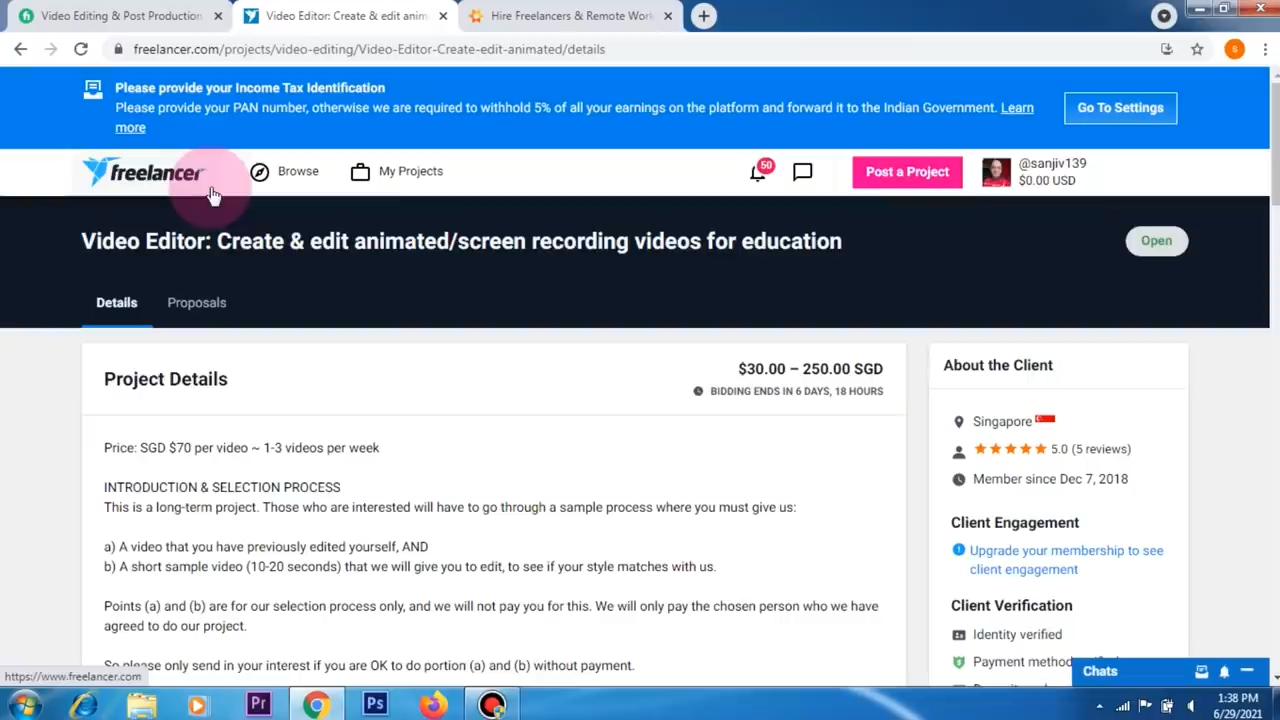 Video Editing & Post Production
Video Editor: Create & edit anim
Hire Freelancers & Remote Work
freelancer.com/projects/video-editing/Video-Editor-Create-edit-animated/details
S
Please provide your Income Tax Identification
Please provide your PAN number, otherwise we are required to withhold 5% of all your earnings on the platform and forward it to the Indian Government. Learn
more
Go To Settings
freelancer
Browse
My Projects
50
Post a Project
@sanjiv139
$0.00 USD
Video Editor: Create & edit animated/screen recording videos for education
Open
Details
Proposals
Project Details
$30.00 – 250.00 SGD
BIDDING ENDS IN 6 DAYS, 18 HOURS
Price: SGD $70 per video ~ 1-3 videos per week
INTRODUCTION & SELECTION PROCESS
This is a long-term project. Those who are interested will have to go through a sample process where you must give us:
a) A video that you have previously edited yourself, AND
b) A short sample video (10-20 seconds) that we will give you to edit, to see if your style matches with us.
Points (a) and (b) are for our selection process only, and we will not pay you for this. We will only pay the chosen person who we have
agreed to do our project.
So please only send in your interest if you are OK to do portion (a) and (b) without payment.
About the Client
Singapore
5.0 (5 reviews)
Member since Dec 7, 2018
Client Engagement
Upgrade your membership to see
client engagement
Client Verification
Identity verified
Payment method
Chats
https://www.freelancer.com
Pr
Ps
1:38 PM
6/29/2021